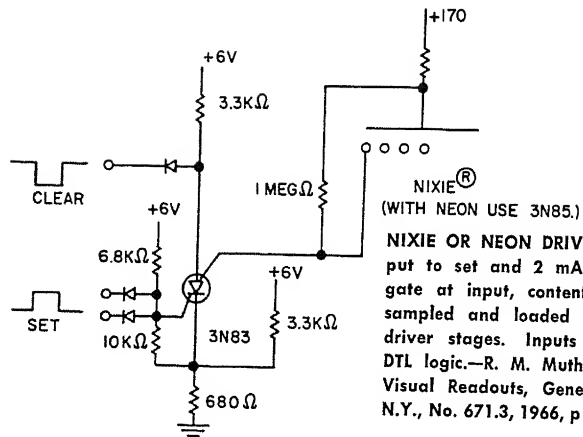 +170
+6V
3.3KΩ
CLEAR
1 MEGΩ
NIXIE®
(WITH NEON USE 3N85.)
+6V
6.8KΩ
+6V
SET
3N83
3.3KΩ
10KΩ
680Ω
NIXIE OR NEON DRIV
put to set and 2 mA
gate at input, content
sampled and loaded
driver stages. Inputs
DTL logic.—R. M. Muth
Visual Readouts, Gene
N.Y., No. 671.3, 1966, p